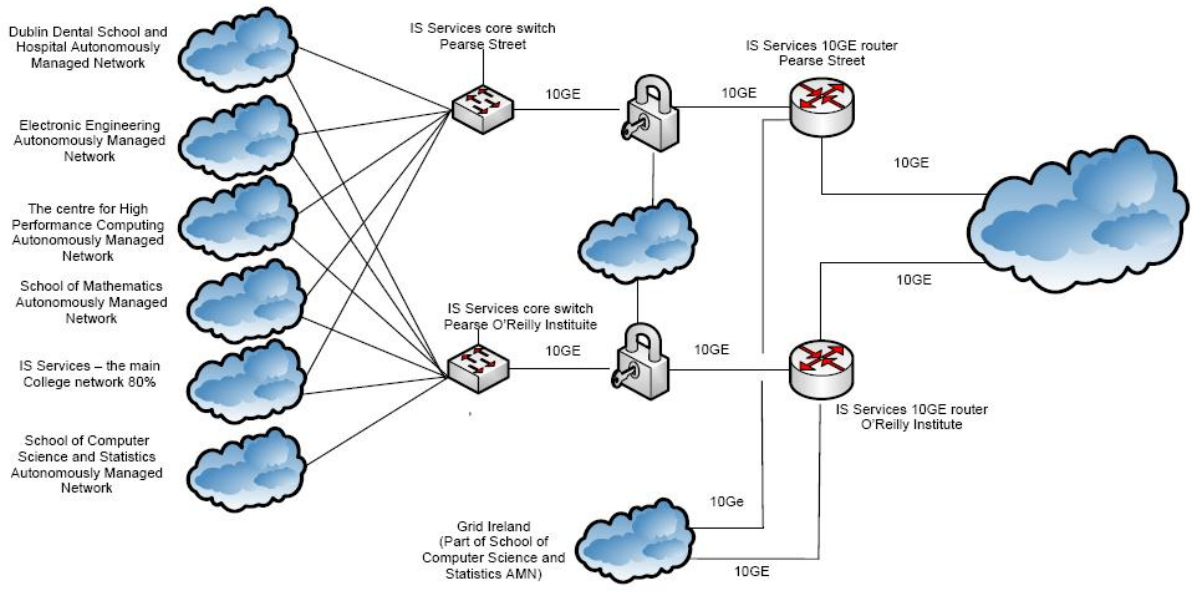 Dublin Dental School and
Hospital Autonomously
Managed Network
Electronic Engineering
Autonomously Managed
Network
The centre for High
Performance Computing
Autonomously Managed
Network
School of Mathematics
Autonomously Managed
Network
IS Services – the main
College network 80%
School of Computer
Science and Statistics
Autonomously Managed
Network
IS Services core switch
Pearse Street
10GE
10GE
IS Services 10GE router
Pearse Street
10GE
IS Services core switch
Pearse O'Reilly Instituite
10GE
10GE
10GE
IS Services 10GE router
O'Reilly Institute
Grid Ireland
(Part of School of
Computer Science and
Statistics AMN)
10Ge
10GE